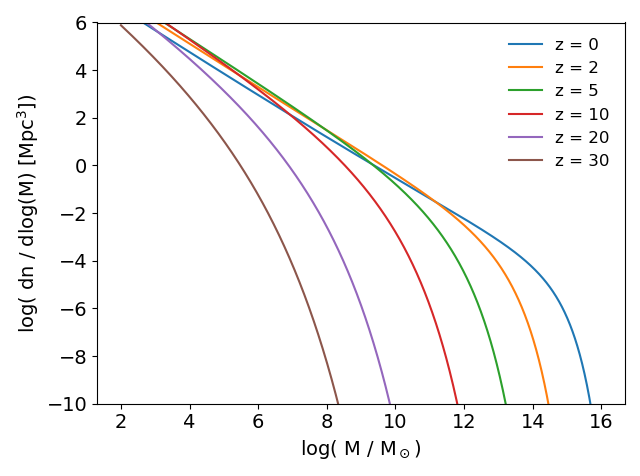 6
4
2
0
−2
−4
−6
−8
−10
log( dn / dlog(M) [Mpc³])
z = 0
z = 2
z = 5
z = 10
z = 20
z = 30
2 4 6 8 10 12 14 16
log( M / M⊙)